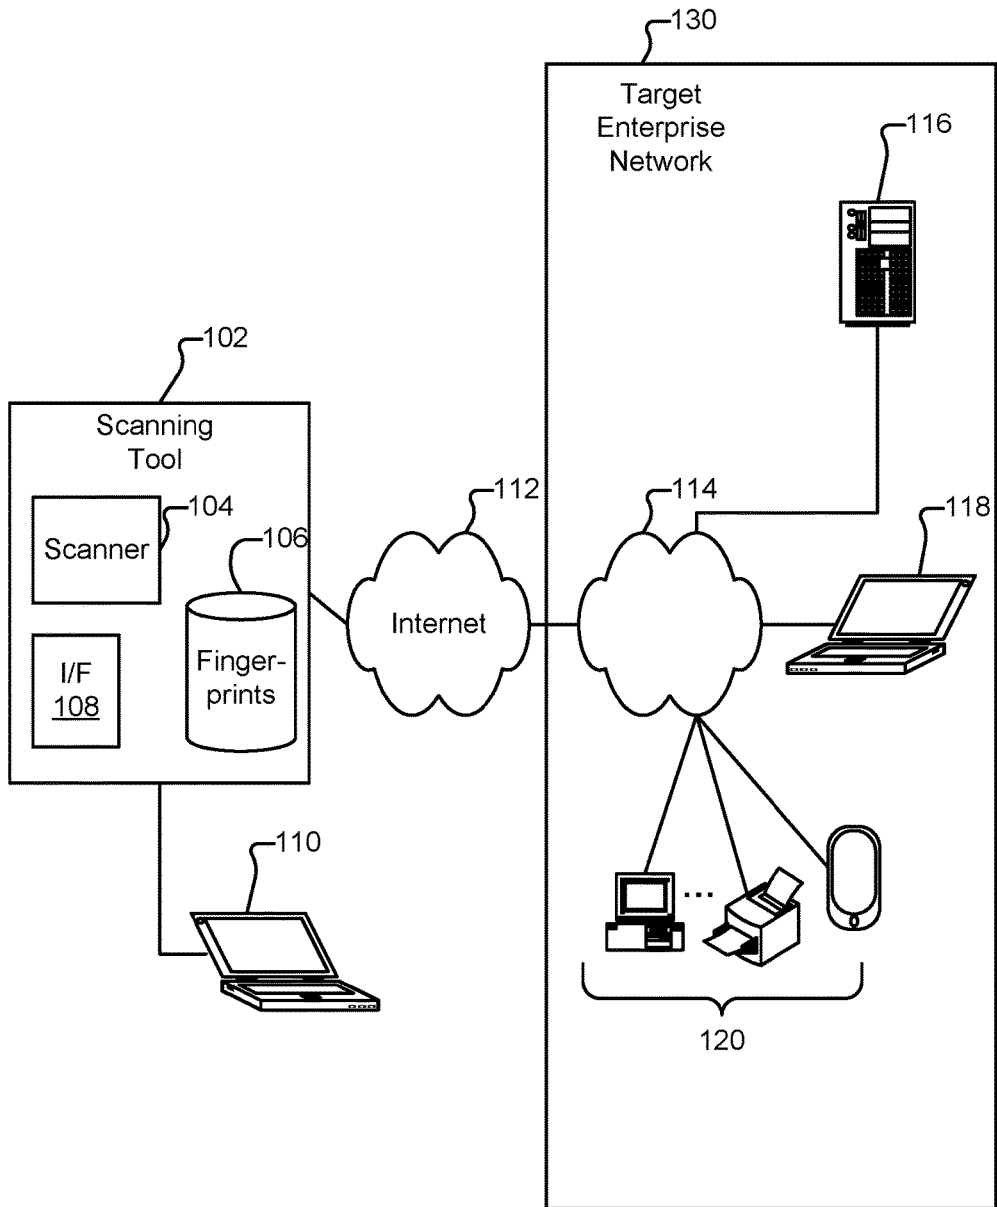 130
Target
Enterprise
Network
116
102
Scanning
Tool
104
Scanner
106
Finger-
prints
I/F
108
112
Internet
114
118
110
...
120